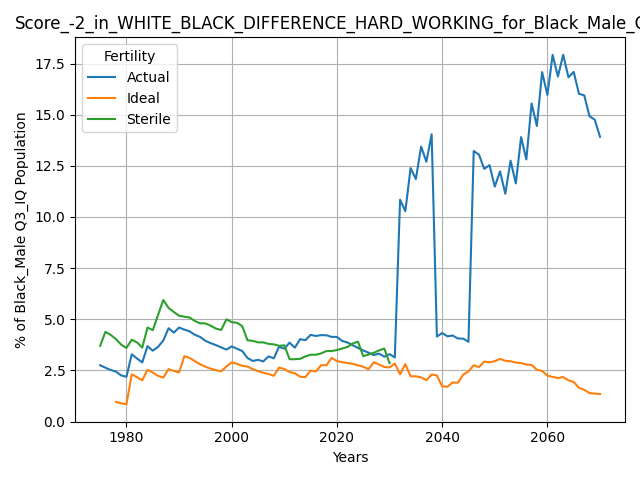 Score_-2_in_WHITE_BLACK_DIFFERENCE_HARD_WORKING_for_Black_Male_
Fertility
Actual
Ideal
Sterile
% of Black_Male Q3_IQ Population
17.5
15.0
12.5
10.0
7.5
5.0
2.5
0.0
1980
2000
2020
2040
2060
Years